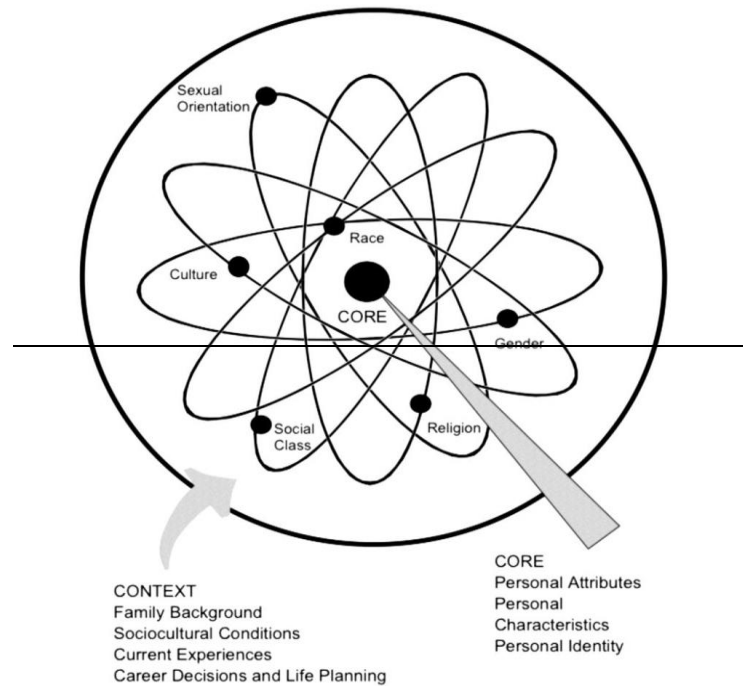 Sexual
Orientation
Race
Culture
CORE
Gender
Social
Class
Religion
CONTEXT
Family Background
Sociocultural Conditions
Current Experiences
Career Decisions and Life Planning
CORE
Personal Attributes
Personal
Characteristics
Personal Identity